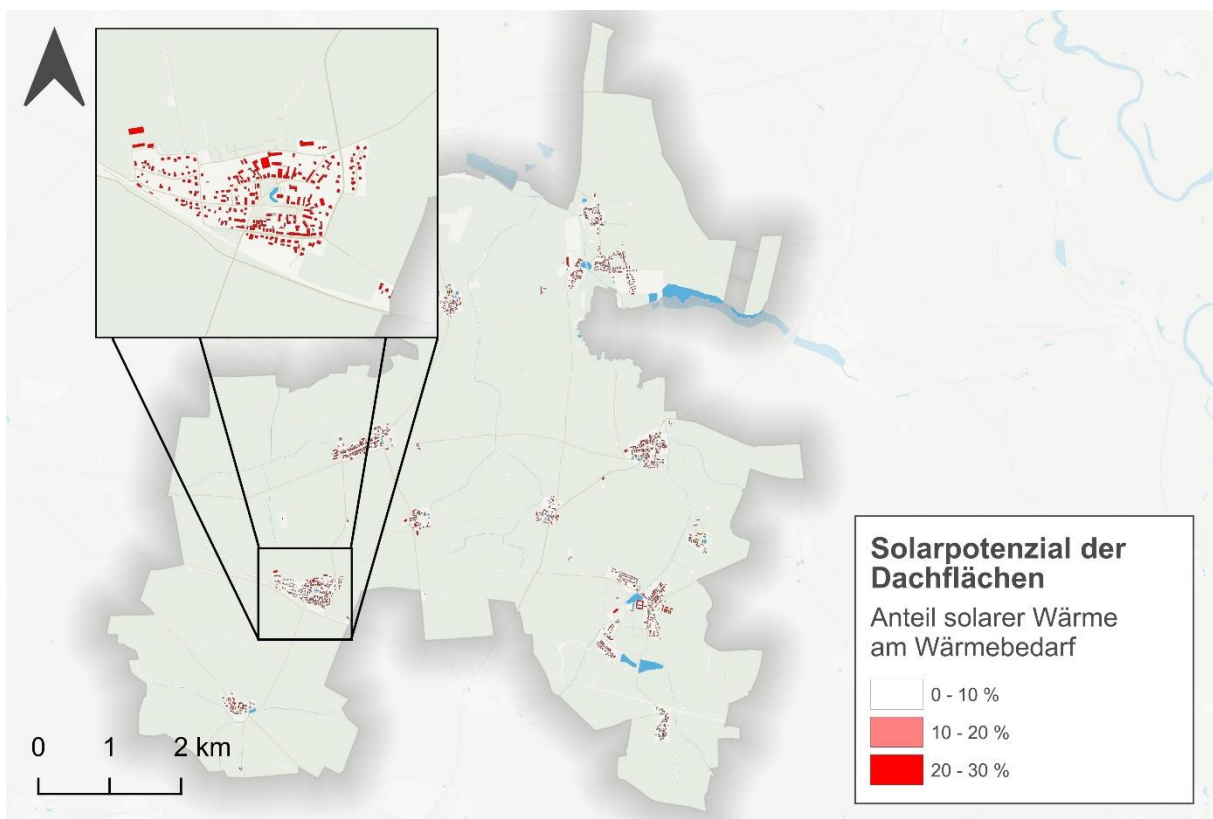 Solarpotenzial der
Dachflächen
Anteil solarer Wärme
am Wärmebedarf
0 - 10 %
10 - 20 %
20 - 30 %
0 1 2 km